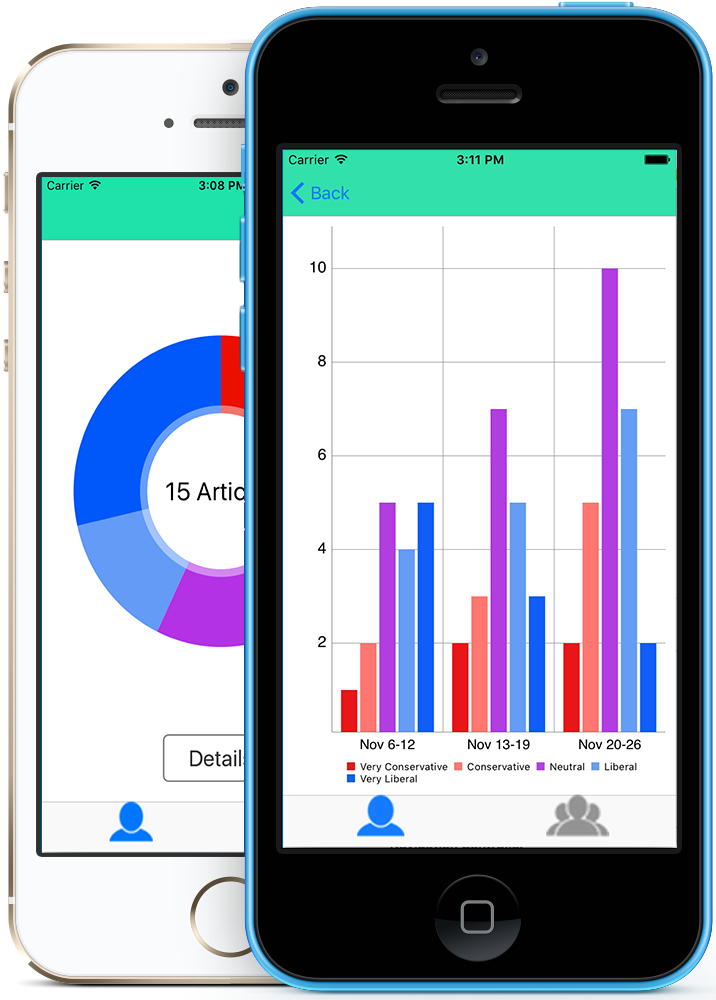 Carrier
3:08 PM
15 Artic
Details
Carrier
3:11 PM
Back
10
8
6
4
2
Nov 6-12
Nov 13-19
Nov 20-26
Very Conservative
Conservative
Neutral
Liberal
Very Liberal